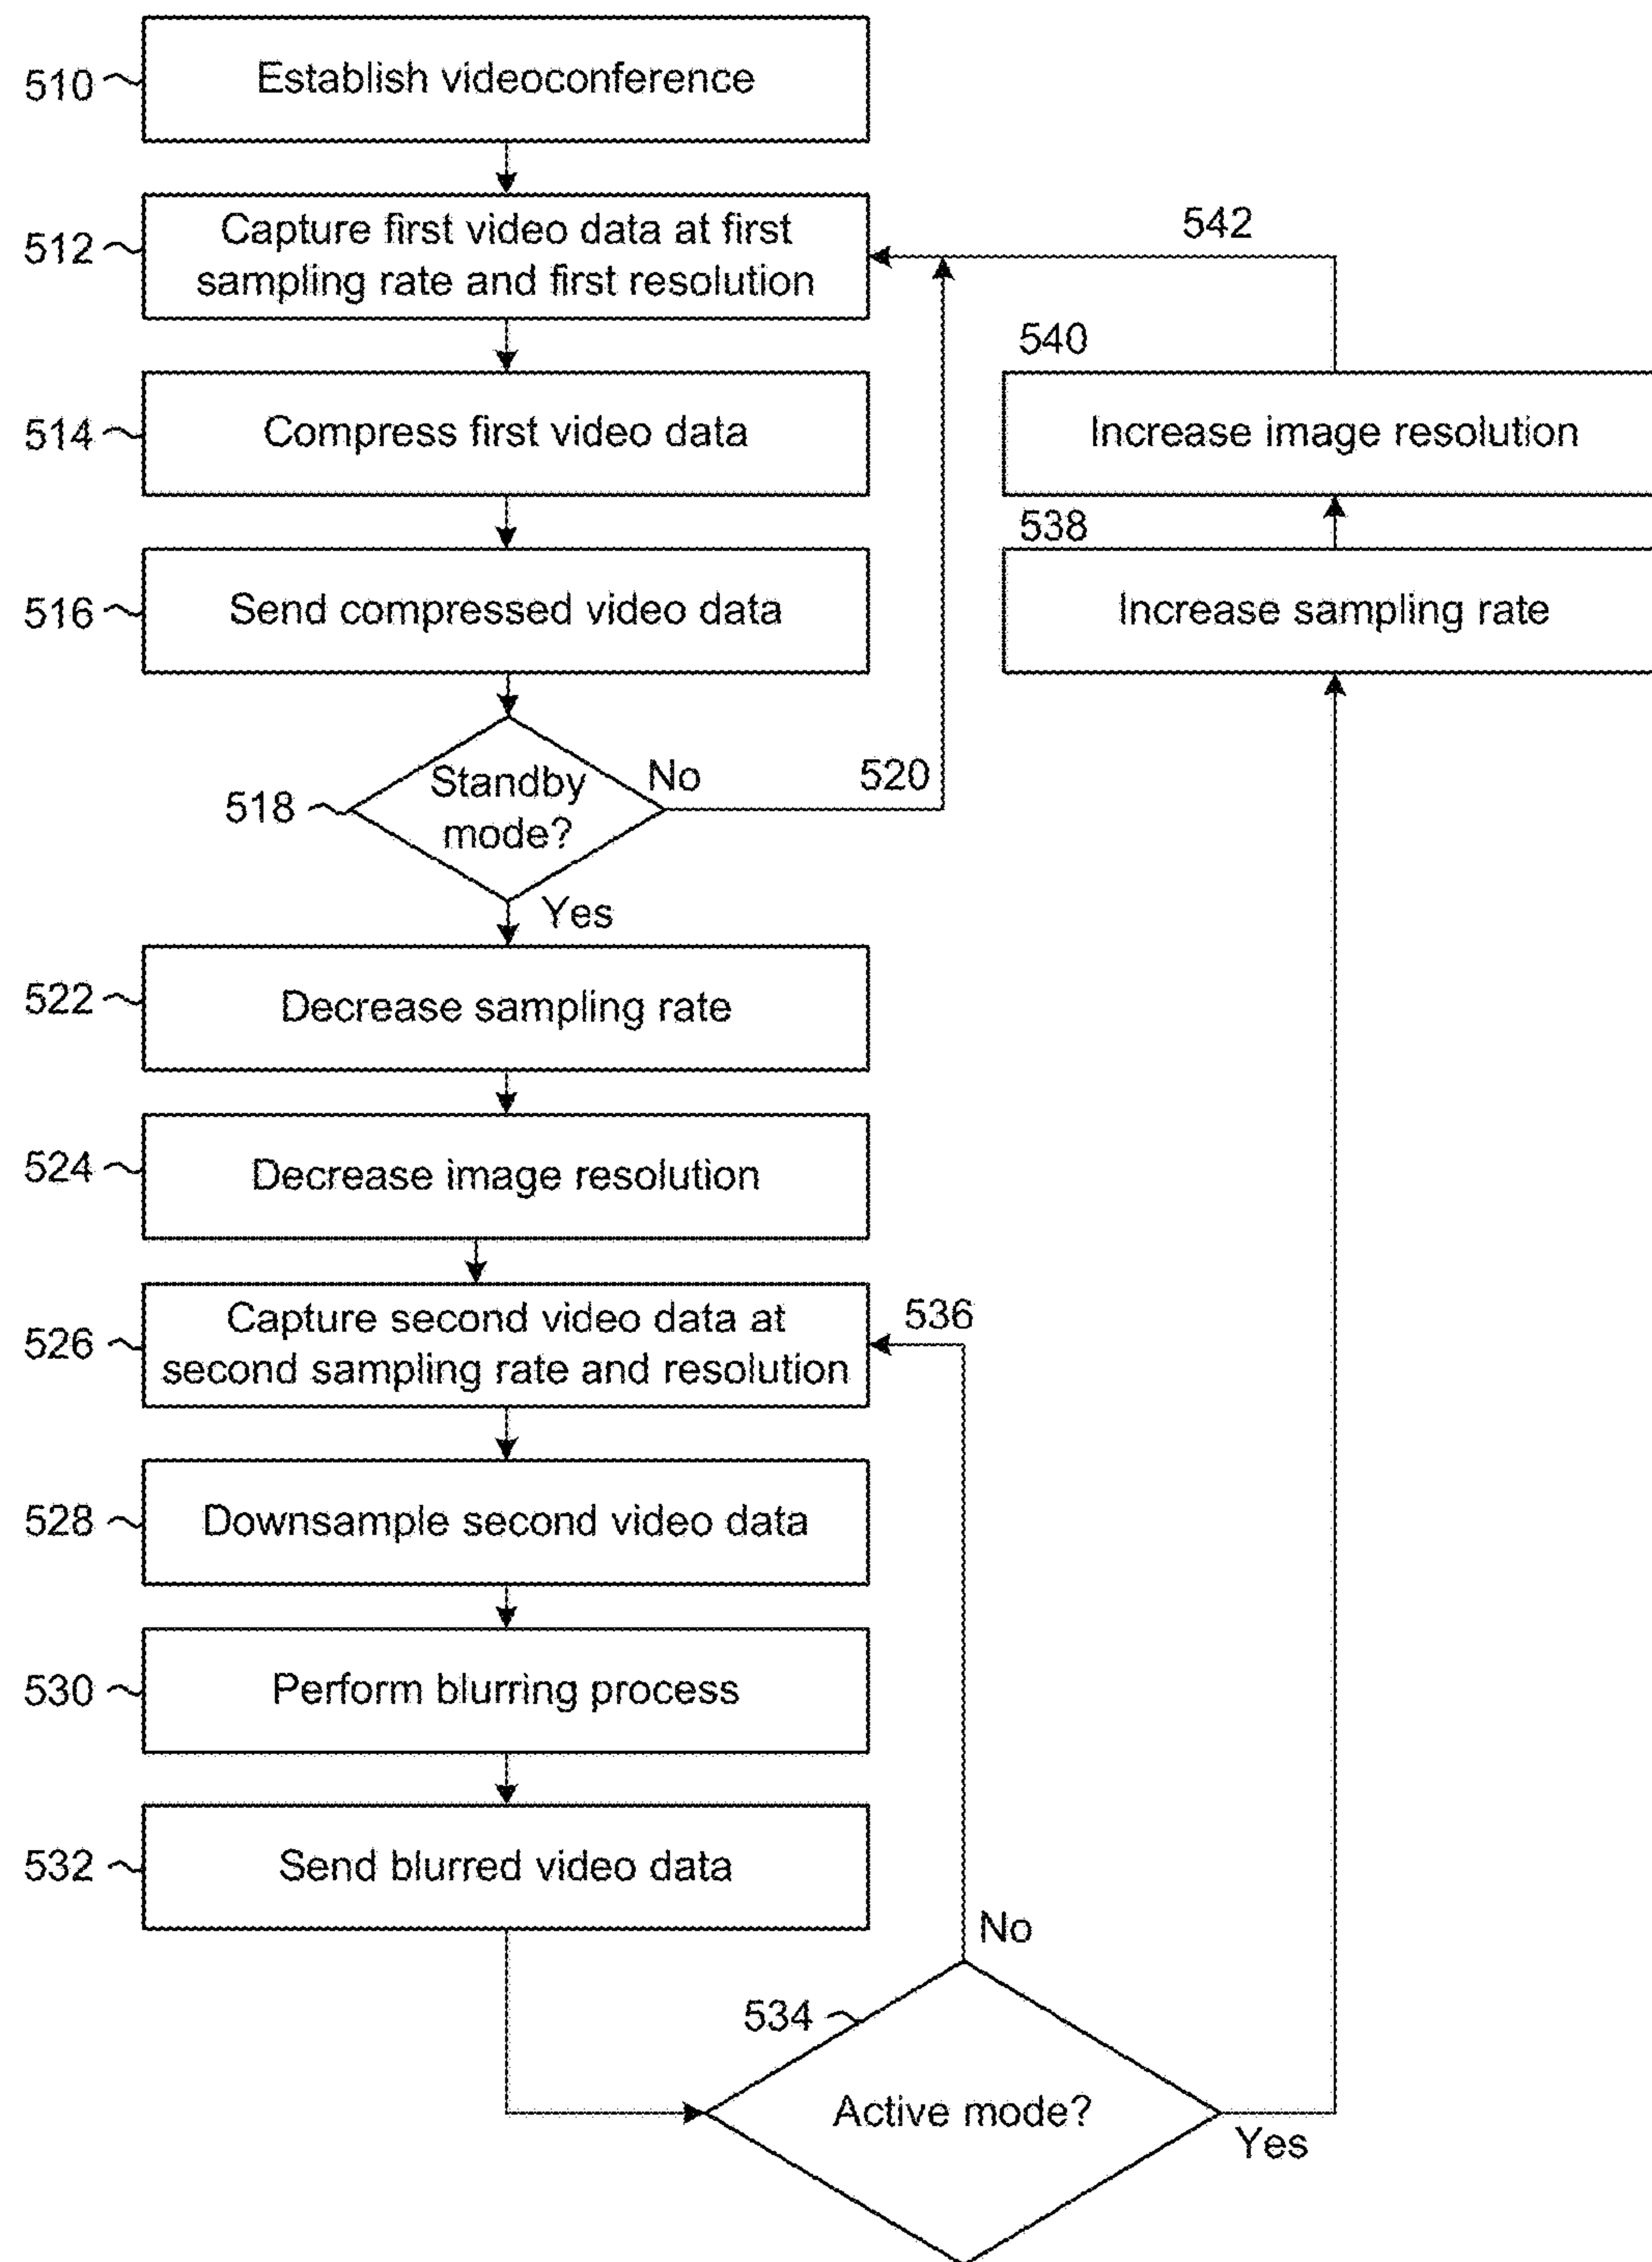 510
Establish videoconference
512
Capture first video data at first
sampling rate and first resolution
542
514
Compress first video data
540
Increase image resolution
516
Send compressed video data
538
Increase sampling rate
518
Standby
mode?
No
520
Yes
522
Decrease sampling rate
524
Decrease image resolution
526
Capture second video data at
second sampling rate and resolution
536
528
Downsample second video data
530
Perform blurring process
532
Send blurred video data
No
534
Active mode?
Yes